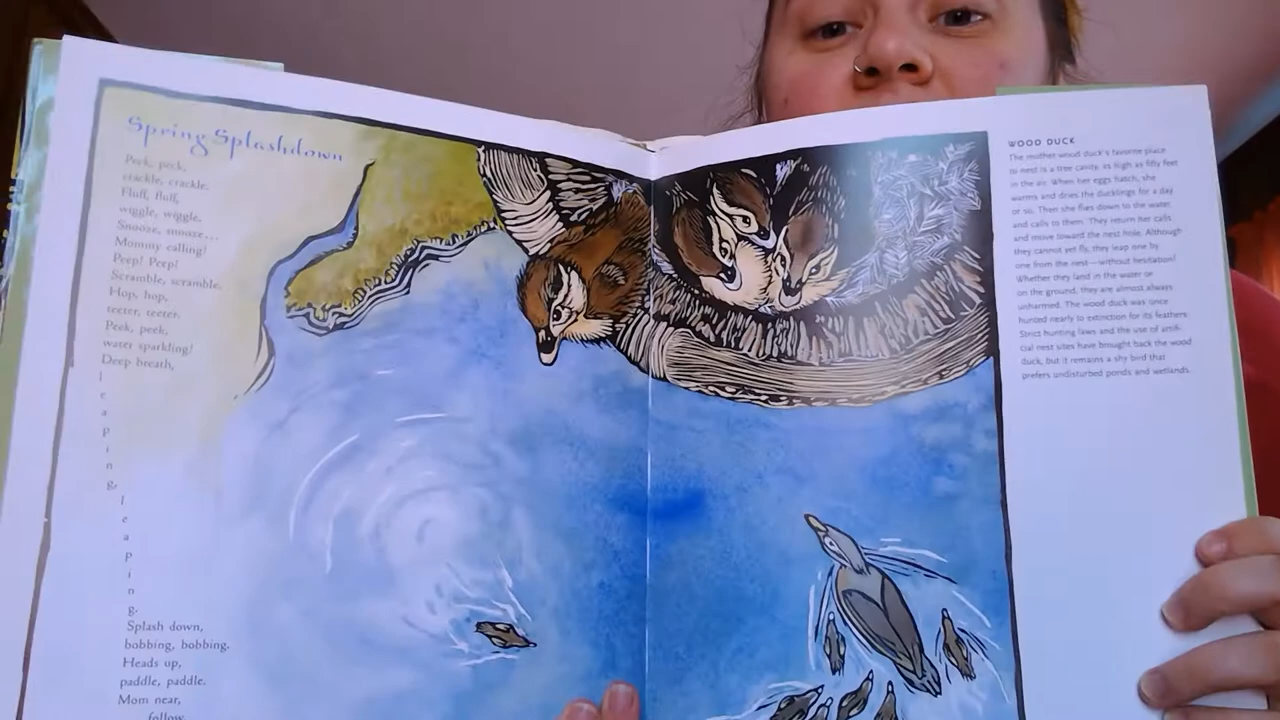 Spring Splashdown
Peek, peek,
crackle, crackle.
Fluff, fluff,
wiggle, wiggle.
Snooze, snooze...
Mommy calling!
Peep! Peep!
Scramble, scramble.
Hop, hop,
teeter, teeter.
Peek, peek,
water sparkling!
Deep breath,
l
e
a
p
i
n
g,
l
e
a
p
i
n
g.
Splash down,
bobbing, bobbing.
Heads up,
paddle, paddle.
Mom near,
follow,
WOOD DUCK
The mother wood duck's favorite place
to nest is a tree cavity, as high as fifty feet
in the air. When her eggs hatch, she
warms and dries the ducklings for a day
or so. Then she flies down to the water
and calls to them. They return her calls
and move toward the nest hole. Although
they cannot yet fly, they leap one by
one from the nest—without hesitation!
Whether they land in the water or
on the ground, they are almost always
unharmed. The wood duck was once
hunted nearly to extinction for its feathers.
Strict hunting laws and the use of artifi-
cial nest sites have brought back the wood
duck, but it remains a shy bird that
prefers undisturbed ponds and wetlands.